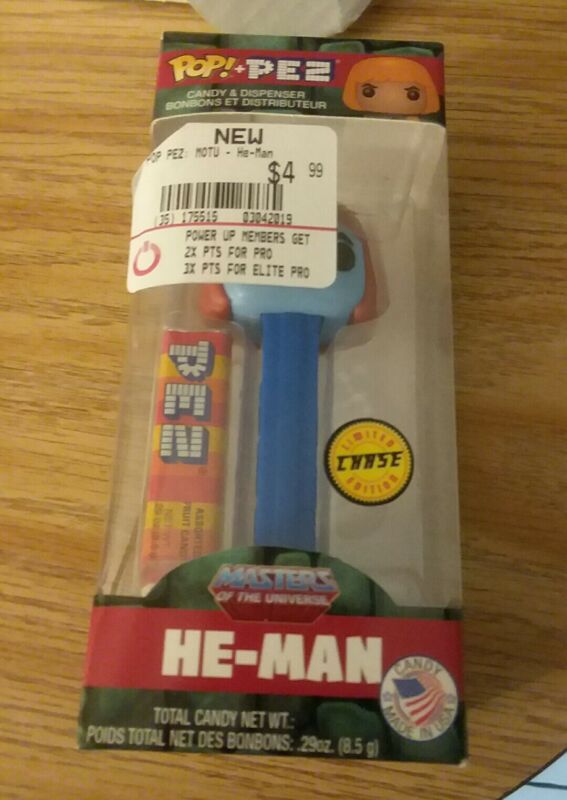 POP! + PEZ
CANDY & DISPENSER
BONBONS ET DISTRIBUTEUR
NEW
POP PEZ: MOTU - He-Man
$4 99
(35) 175515 03042019
POWER UP MEMBERS GET
2X PTS FOR PRO
3X PTS FOR ELITE PRO
PEZ
ASSORTED
FRUIT CANDY
LIMITED
CHASE
EDITION
MASTERS
OF THE UNIVERSE
HE-MAN
CANDY
MADE IN USA
TOTAL CANDY NET WT.:
POIDS TOTAL NET DES BONBONS: .29oz. (8.5 g)